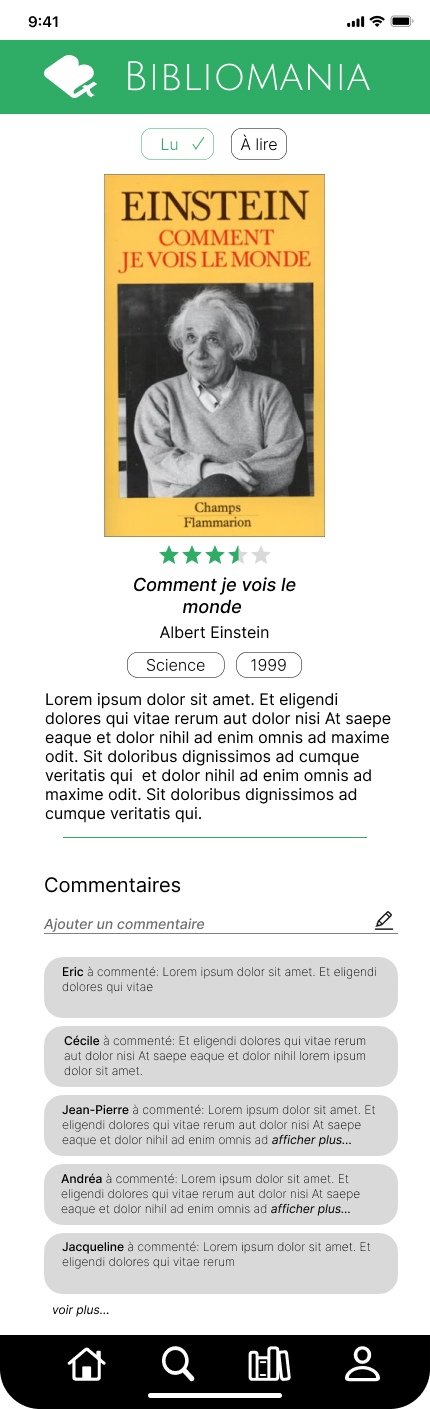 9:41
BIBLIOMANIA
Lu ✓ À lire
EINSTEIN
COMMENT
JE VOIS LE MONDE
Champs
Flammarion
Comment je vois le
monde
Albert Einstein
Science 1999
Lorem ipsum dolor sit amet. Et eligendi
dolores qui vitae rerum aut dolor nisi At saepe
eaque et dolor nihil ad enim omnis ad maxime
odit. Sit doloribus dignissimos ad cumque
veritatis qui  et dolor nihil ad enim omnis ad
maxime odit. Sit doloribus dignissimos ad
cumque veritatis qui.
Commentaires
Ajouter un commentaire
Eric à commenté: Lorem ipsum dolor sit amet. Et eligendi
dolores qui vitae
Cécile à commenté: Et eligendi dolores qui vitae rerum
aut dolor nisi At saepe eaque et dolor nihil lorem ipsum
dolor sit amet.
Jean-Pierre à commenté: Lorem ipsum dolor sit amet. Et
eligendi dolores qui vitae rerum aut dolor nisi At saepe
eaque et dolor nihil ad enim omnis ad afficher plus...
Andréa à commenté: Lorem ipsum dolor sit amet. Et
eligendi dolores qui vitae rerum aut dolor nisi At saepe
eaque et dolor nihil ad enim omnis ad afficher plus...
Jacqueline à commenté: Lorem ipsum dolor sit amet. Et
eligendi dolores qui vitae rerum
voir plus...